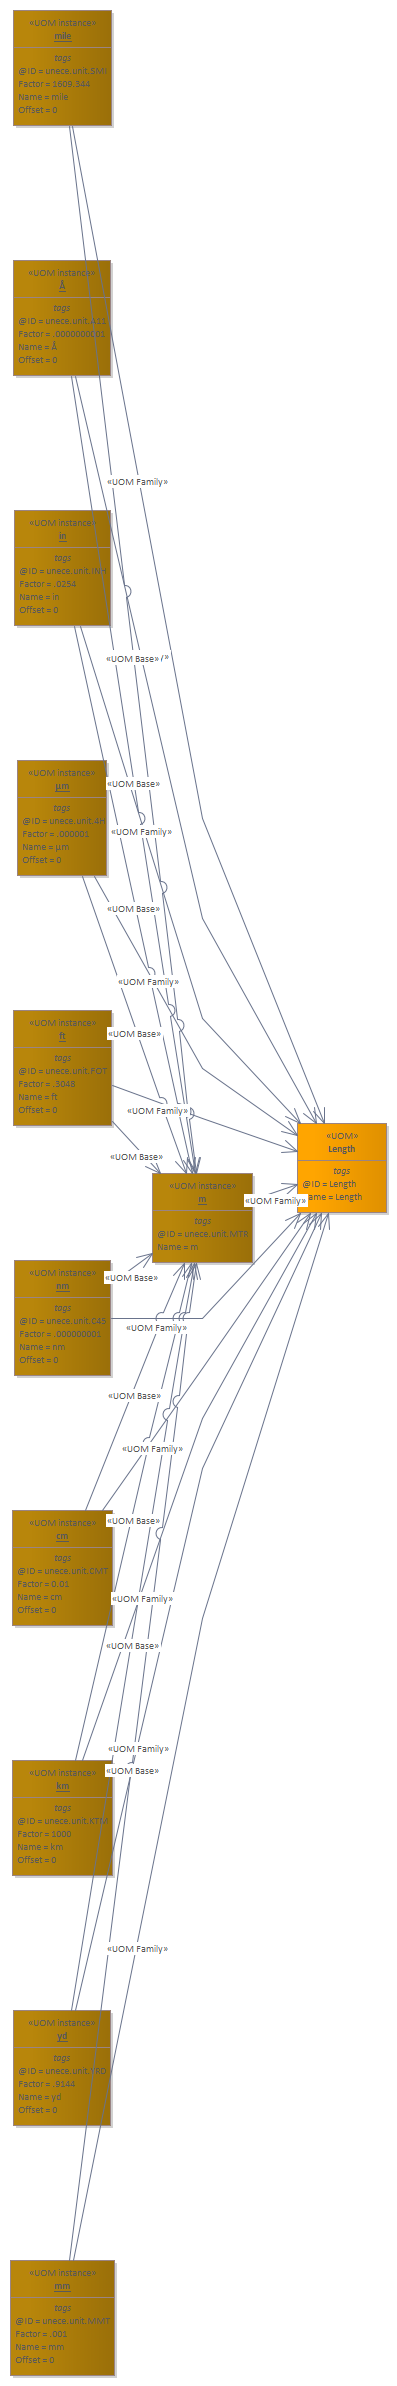 «UOM instance»
mile
tags
@ID = unece.unit.SMI
Factor = 1609.344
Name = mile
Offset = 0
«UOM instance»
Å
tags
@ID = unece.unit.A11
Factor = .0000000001
Name = Å
Offset = 0
«UOM Family»
«UOM instance»
in
tags
@ID = unece.unit.INH
Factor = .0254
Name = in
Offset = 0
«UOM Base»
«UOM instance»
µm
tags
@ID = unece.unit.4H
Factor = .000001
Name = µm
Offset = 0
«UOM Base»
«UOM Family»
«UOM Base»
«UOM Family»
«UOM instance»
ft
tags
@ID = unece.unit.FOT
Factor = .3048
Name = ft
Offset = 0
«UOM Base»
«UOM Family»
«UOM Base»
«UOM»
Length
tags
@ID = Length
Name = Length
«UOM instance»
m
tags
@ID = unece.unit.MTR
Name = m
«UOM Family»
«UOM instance»
nm
tags
@ID = unece.unit.C45
Factor = .000000001
Name = nm
Offset = 0
«UOM Base»
«UOM Family»
«UOM Base»
«UOM Family»
«UOM instance»
cm
tags
@ID = unece.unit.CMT
Factor = 0.01
Name = cm
Offset = 0
«UOM Base»
«UOM Family»
«UOM Base»
«UOM Family»
«UOM Base»
«UOM instance»
km
tags
@ID = unece.unit.KTM
Factor = 1000
Name = km
Offset = 0
«UOM Family»
«UOM instance»
yd
tags
@ID = unece.unit.YRD
Factor = .9144
Name = yd
Offset = 0
«UOM instance»
mm
tags
@ID = unece.unit.MMT
Factor = .001
Name = mm
Offset = 0